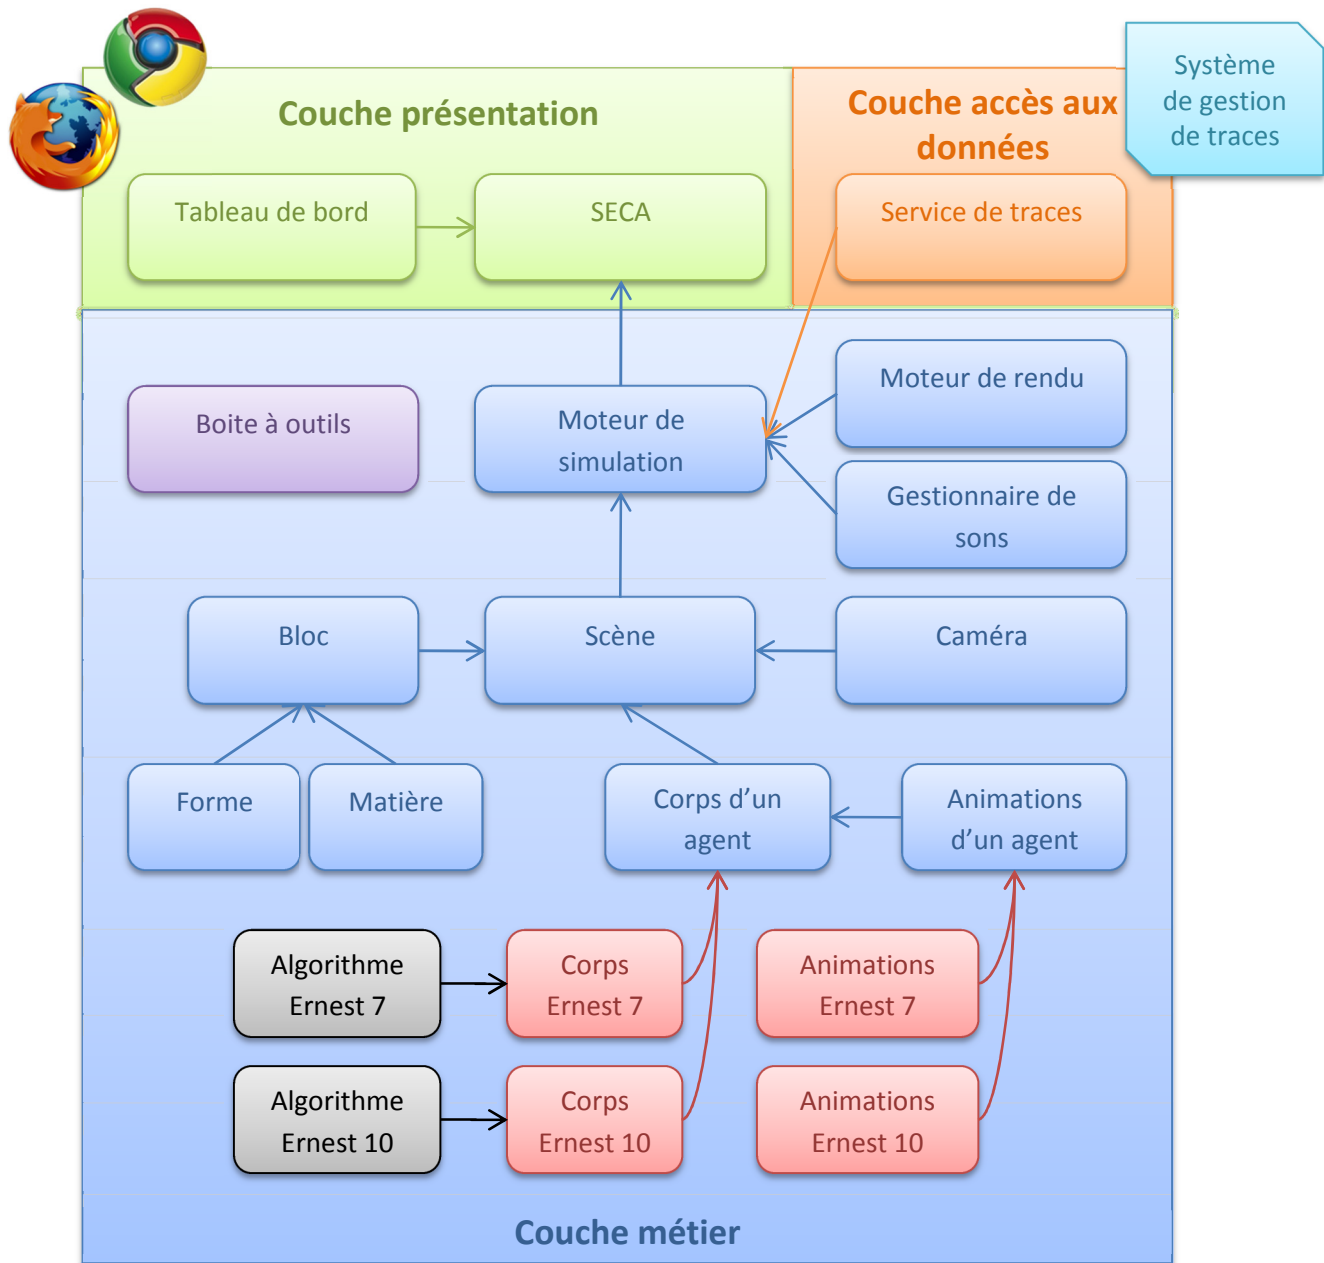 Système
de gestion
de traces
Couche présentation
Couche accès aux
données
Tableau de bord
SECA
Service de traces
Boite à outils
Moteur de
simulation
Moteur de rendu
Gestionnaire de
sons
Bloc
Scène
Caméra
Forme
Matière
Corps d’un
agent
Animations
d’un agent
Algorithme
Ernest 7
Corps
Ernest 7
Animations
Ernest 7
Algorithme
Ernest 10
Corps
Ernest 10
Animations
Ernest 10
Couche métier